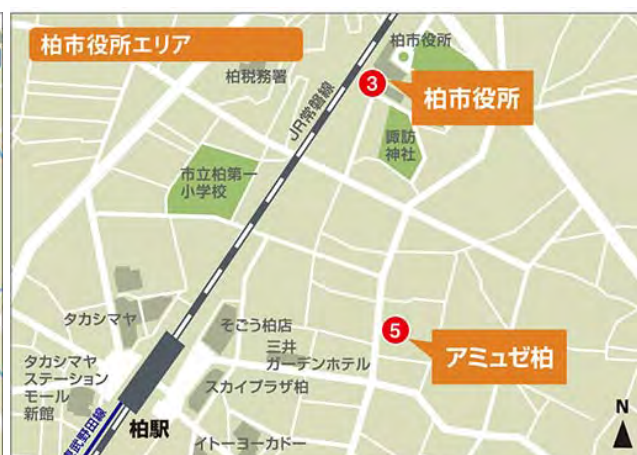 柏市役所エリア
柏市役所
柏税務署
3
柏市役所
JR常磐線
諏訪
神社
市立柏第一
小学校
タカシマヤ
そごう柏店
三井
ガーデンホテル
5
アミュゼ柏
タカシマヤ
ステーション
モール
新館
スカイプラザ柏
柏駅
東武野田線
イトーヨーカドー
N